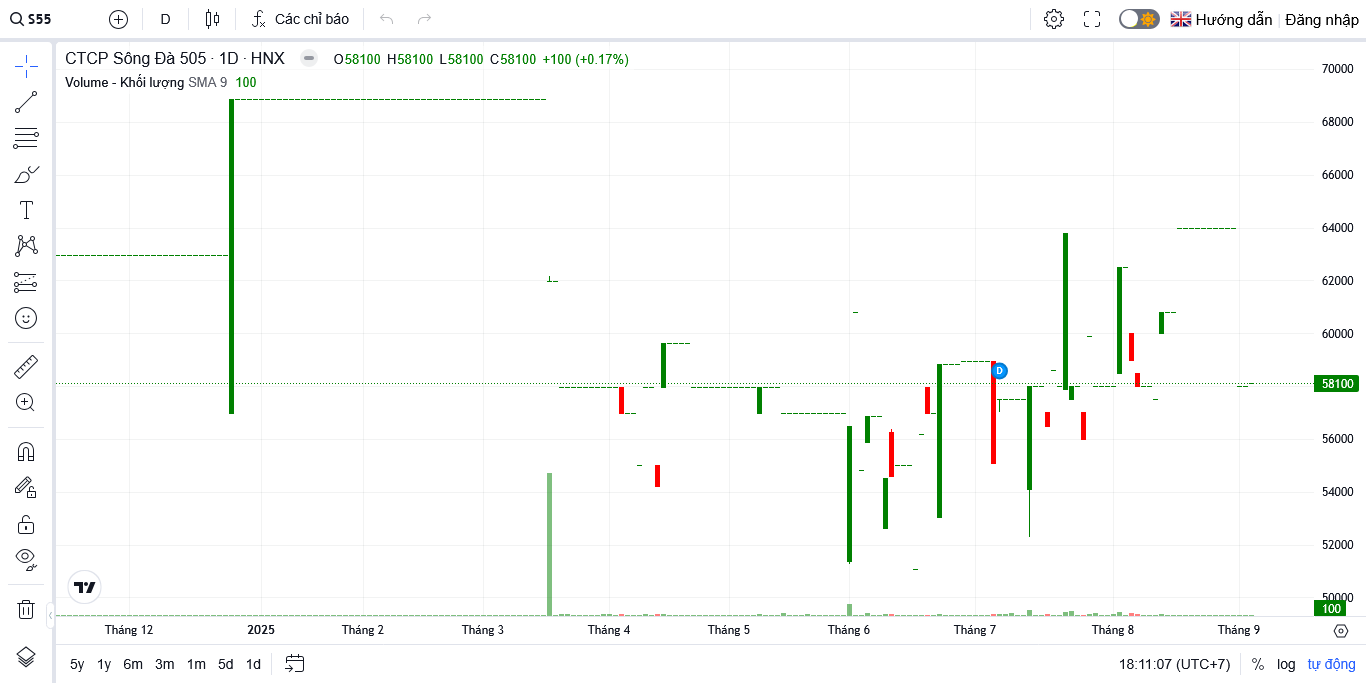 S55 D Các chỉ báo Hướng dẫn Đăng nhập
CTCP Sông Đà 505 · 1D · HNX O58100 H58100 L58100 C58100 +100 (+0.17%)
Volume - Khối lượng SMA 9 100
70000
68000
66000
64000
62000
60000
D
58100
56000
54000
52000
50000
100
Tháng 12 2025 Tháng 2 Tháng 3 Tháng 4 Tháng 5 Tháng 6 Tháng 7 Tháng 8 Tháng 9
5y 1y 6m 3m 1m 5d 1d 18:11:07 (UTC+7) % log tự động